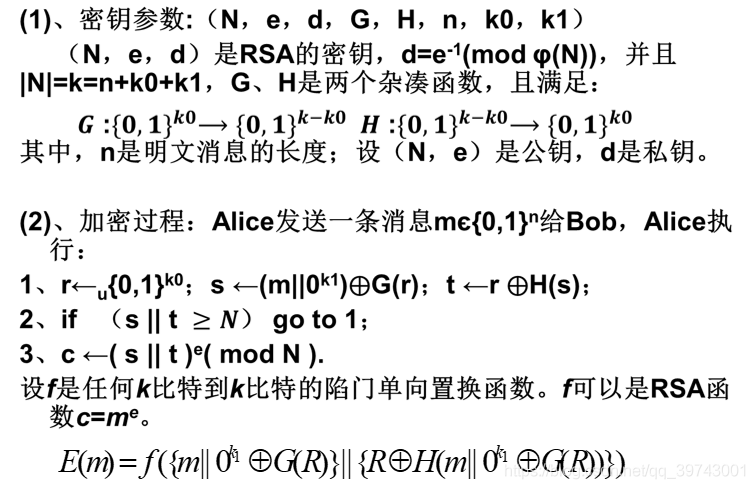 (1)、密钥参数:（N，e，d，G，H，n，k0，k1）
（N，e，d）是RSA的密钥，d=e⁻¹(mod φ(N))，并且
|N|=k=n+k0+k1，G、H是两个杂凑函数，且满足：
G :{0, 1}ᵏ⁰→ {0, 1}ᵏ⁻ᵏ⁰ H : {0, 1}ᵏ⁻ᵏ⁰→ {0, 1}ᵏ⁰
其中，n是明文消息的长度；设（N，e）是公钥，d是私钥。
(2)、加密过程：Alice发送一条消息mє{0,1}ⁿ给Bob，Alice执
行：
1、r←ᵤ{0,1}ᵏ⁰；s ←(m||0ᵏ¹)⊕G(r)；t ←r ⊕H(s)；
2、if （s || t ≥ N） go to 1；
3、c ←( s || t )ᵉ( mod N ).
设f是任何k比特到k比特的陷门单向置换函数。f可以是RSA函
数c=mᵉ。
E(m) = f({m|| 0ᵏ¹ ⊕G(R)}|| {R⊕H(m|| 0ᵏ¹ ⊕G(R))})